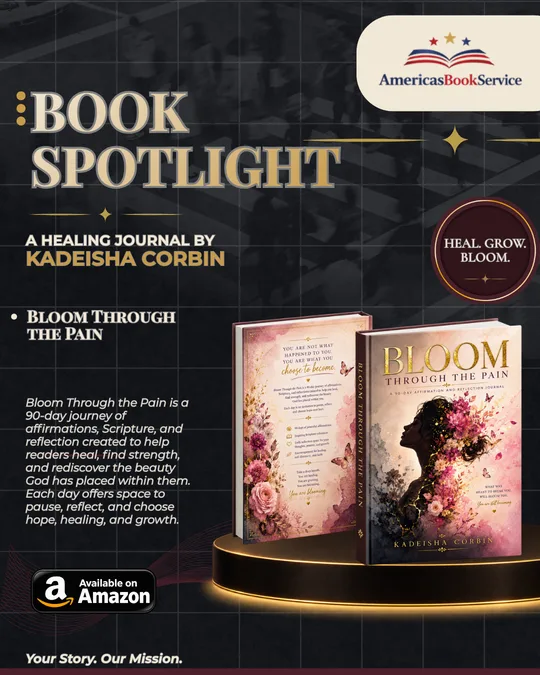 AmericasBookService
BOOK
SPOTLIGHT
A HEALING JOURNAL BY
KADEISHA CORBIN
HEAL. GROW.
BLOOM.
• BLOOM THROUGH
THE PAIN
Bloom Through the Pain is a
90-day journey of
affirmations, Scripture, and
reflection created to help
readers heal, find strength,
and rediscover the beauty
God has placed within them.
Each day offers space to
pause, reflect, and choose
hope, healing, and growth.
YOU ARE NOT WHAT
HAPPENED TO YOU.
YOU ARE WHAT YOU
choose to become.
You are blooming.
BLOOM THROUGH THE PAIN
BLOOM
THROUGH THE PAIN
A 90-DAY AFFIRMATION AND REFLECTION JOURNAL
KADEISHA CORBIN
a
Available on
Amazon
Your Story. Our Mission.